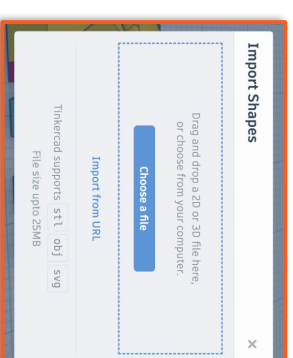 Import Shapes
×
Drag and drop a 2D or 3D file here,
or choose from your computer.
Choose a file
Import from URL
Tinkercad supports stl obj svg
File size upto 25MB